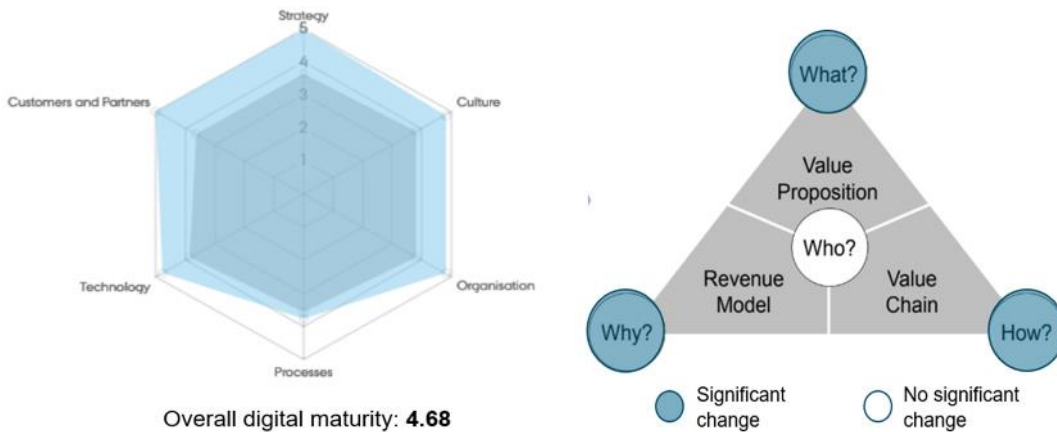 Strategy
5
4
3
2
1
Customers and Partners
Culture
Technology
Organisation
Processes
Overall digital maturity: 4.68
What?
Value
Proposition
Who?
Revenue
Model
Value
Chain
Why?
How?
Significant
change
No significant
change